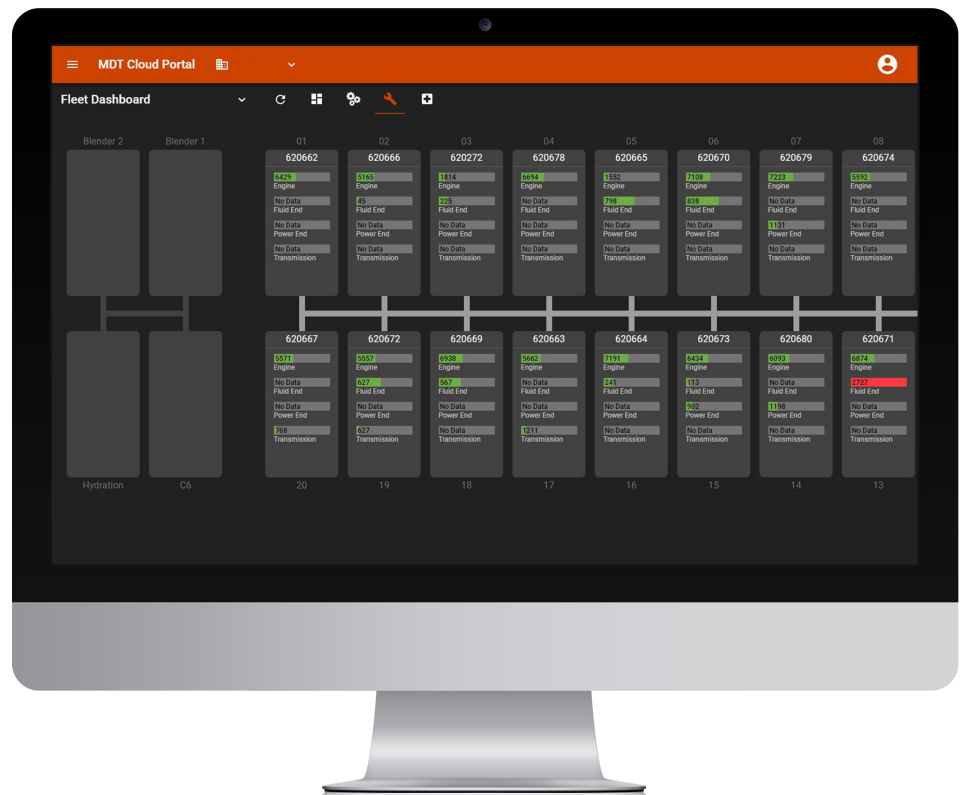 MDT Cloud Portal
Fleet Dashboard
Blender 2 Blender 1 01 02 03 04 05 06 07 08
620662 620666 620272 620678 620665 620670 620679 620674
6429 5165 1814 6694 1552 7108 7223 5592
Engine Engine Engine Engine Engine Engine Engine Engine
No Data 45 225 No Data 798 838 No Data No Data
Fluid End Fluid End Fluid End Fluid End Fluid End Fluid End Fluid End Fluid End
No Data No Data No Data No Data No Data No Data 1131 No Data
Power End Power End Power End Power End Power End Power End Power End Power End
No Data No Data No Data No Data No Data No Data No Data No Data
Transmission Transmission Transmission Transmission Transmission Transmission Transmission Transmission
620667 620672 620669 620663 620664 620673 620680 620671
5571 5557 6938 5662 7191 6434 6093 6874
Engine Engine Engine Engine Engine Engine Engine Engine
No Data 627 567 No Data 241 113 No Data 2727
Fluid End Fluid End Fluid End Fluid End Fluid End Fluid End Fluid End Fluid End
No Data No Data No Data No Data No Data 902 1198 No Data
Power End Power End Power End Power End Power End Power End Power End Power End
768 627 No Data 1211 No Data No Data No Data No Data
Transmission Transmission Transmission Transmission Transmission Transmission Transmission Transmission
Hydration C6 20 19 18 17 16 15 14 13